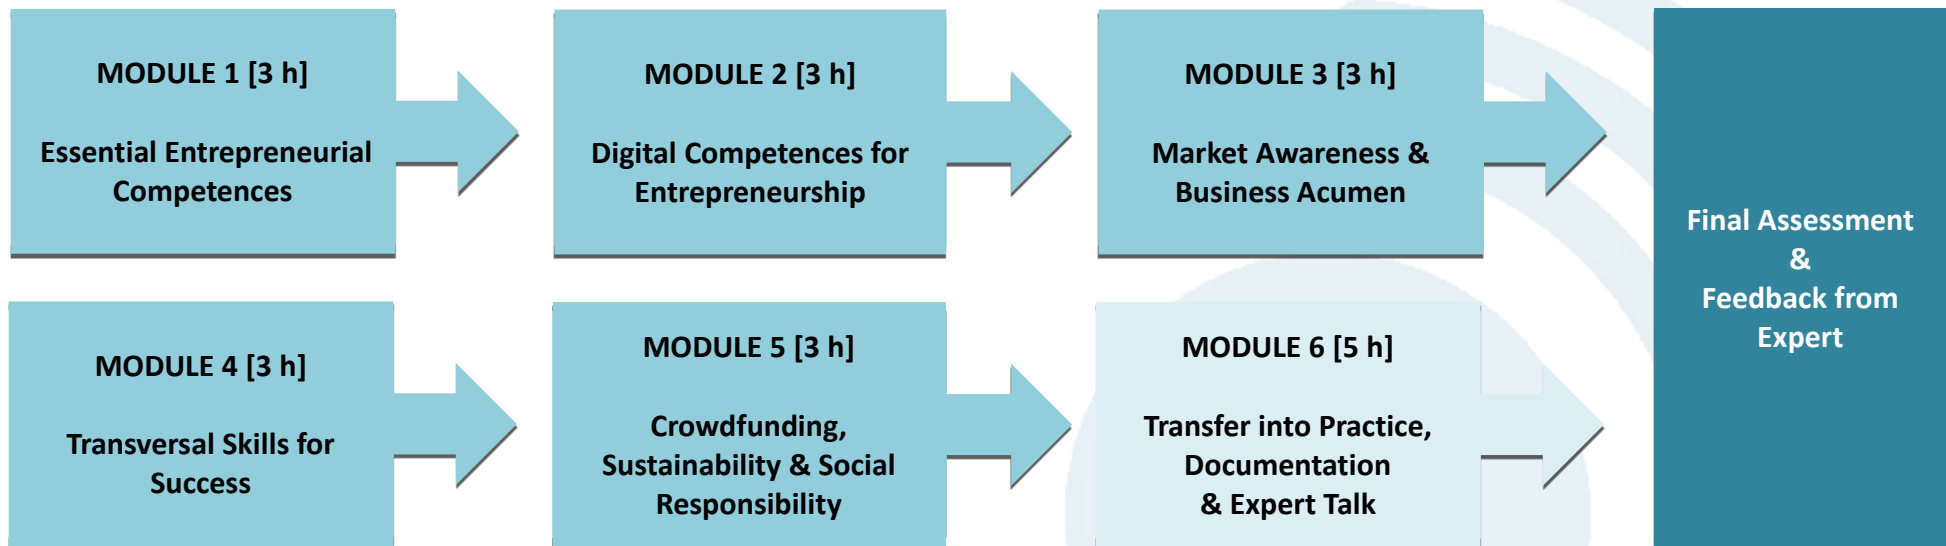 MODULE 1 [3 h]
Essential Entrepreneurial
Competences
MODULE 2 [3 h]
Digital Competences for
Entrepreneurship
MODULE 3 [3 h]
Market Awareness &
Business Acumen
MODULE 4 [3 h]
Transversal Skills for
Success
MODULE 5 [3 h]
Crowdfunding,
Sustainability & Social
Responsibility
MODULE 6 [5 h]
Transfer into Practice,
Documentation
& Expert Talk
Final Assessment
&
Feedback from
Expert